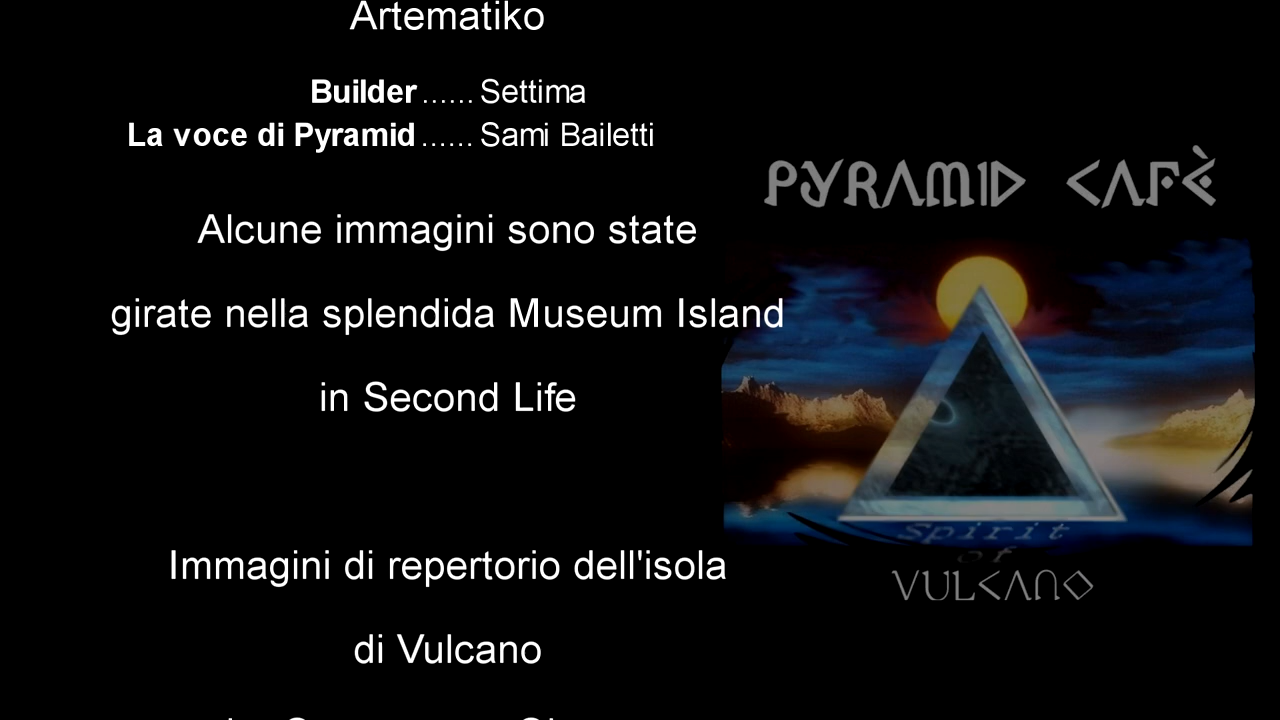 Artematiko
Builder ...... Settima
La voce di Pyramid ...... Sami Bailetti
Alcune immagini sono state
girate nella splendida Museum Island
in Second Life
Immagini di repertorio dell'isola
di Vulcano
PYRAMID CAFÈ
Spirit
of
VULCANO